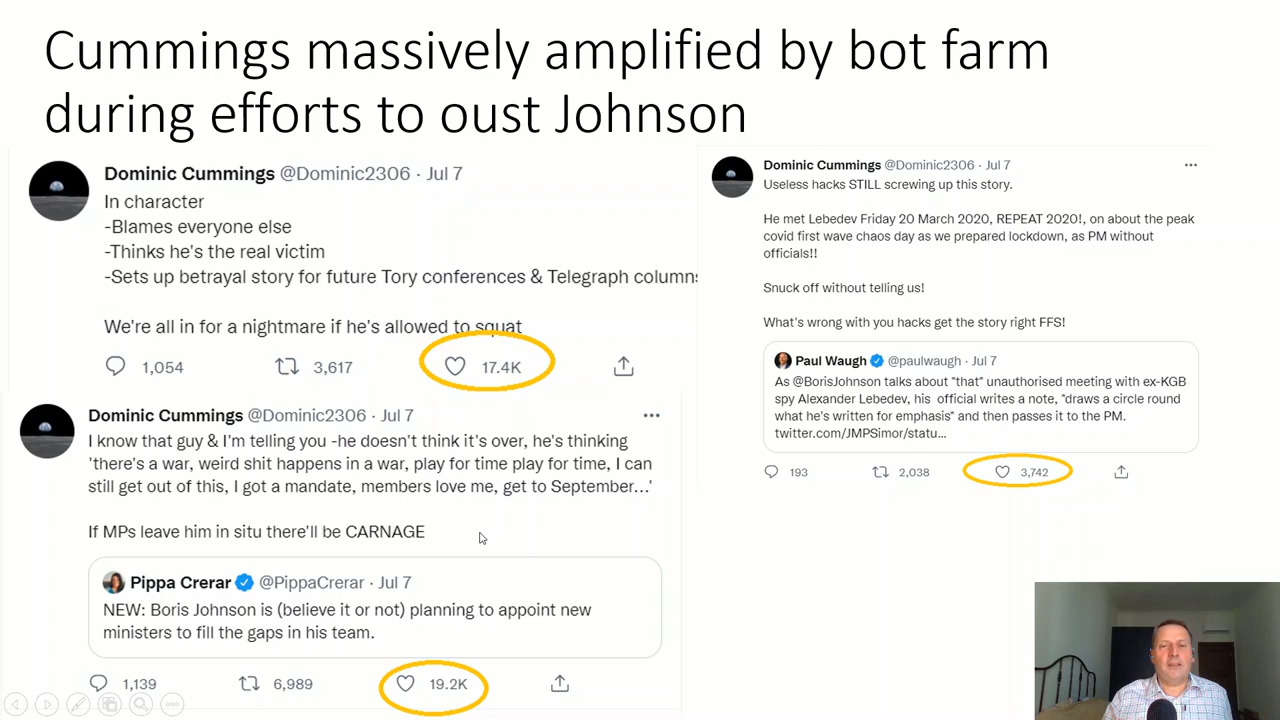 Cummings massively amplified by bot farm
during efforts to oust Johnson
Dominic Cummings @Dominic2306 · Jul 7
In character
-Blames everyone else
-Thinks he's the real victim
-Sets up betrayal story for future Tory conferences & Telegraph columns
We're all in for a nightmare if he's allowed to squat
1,054 3,617 17.4K
Dominic Cummings @Dominic2306 · Jul 7
I know that guy & I'm telling you -he doesn't think it's over, he's thinking
'there's a war, weird shit happens in a war, play for time play for time, I can
still get out of this, I got a mandate, members love me, get to September...'
If MPs leave him in situ there'll be CARNAGE
Pippa Crerar @PippaCrerar · Jul 7
NEW: Boris Johnson is (believe it or not) planning to appoint new
ministers to fill the gaps in his team.
1,139 6,989 19.2K
Dominic Cummings @Dominic2306 · Jul 7
Useless hacks STILL screwing up this story.
He met Lebedev Friday 20 March 2020, REPEAT 2020!, on about the peak
covid first wave chaos day as we prepared lockdown, as PM without
officials!!
Snuck off without telling us!
What's wrong with you hacks get the story right FFS!
Paul Waugh @paulwaugh · Jul 7
As @BorisJohnson talks about "that" unauthorised meeting with ex-KGB
spy Alexander Lebedev, his official writes a note, "draws a circle round
what he's written for emphasis" and then passes it to the PM.
twitter.com/JMPSimor/statu...
193 2,038 3,742